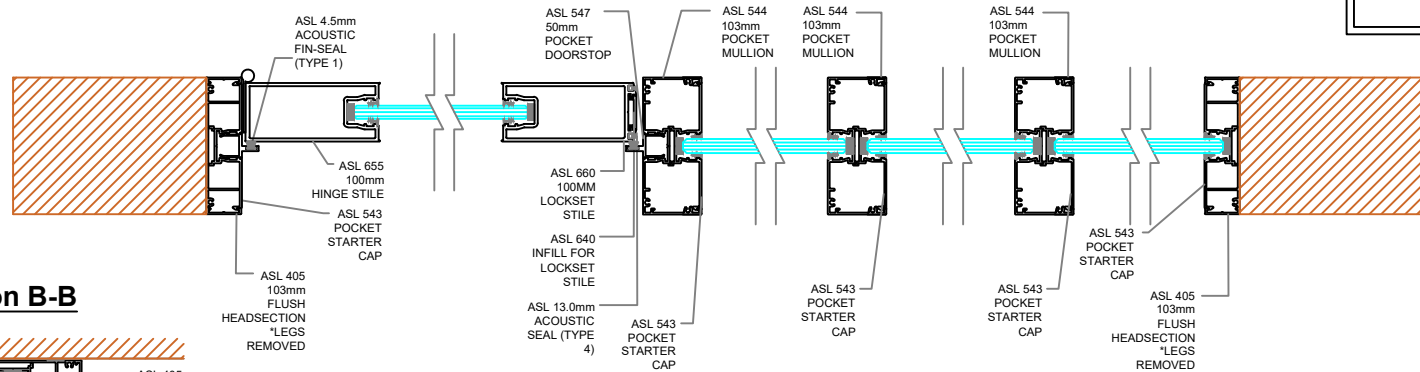 ASL 4.5mm
ACOUSTIC
FIN-SEAL
(TYPE 1)
ASL 547
50mm
POCKET
DOORSTOP
ASL 544
103mm
POCKET
MULLION
ASL 544
103mm
POCKET
MULLION
ASL 544
103mm
POCKET
MULLION
ASL 655
100mm
HINGE STILE
ASL 543
POCKET
STARTER
CAP
ASL 405
103mm
FLUSH
HEADSECTION
*LEGS
REMOVED
ASL 660
100MM
LOCKSET
STILE
ASL 640
INFILL FOR
LOCKSET
STILE
ASL 13.0mm
ACOUSTIC
SEAL (TYPE
4)
ASL 543
POCKET
STARTER
CAP
ASL 543
POCKET
STARTER
CAP
ASL 543
POCKET
STARTER
CAP
ASL 543
POCKET
STARTER
CAP
ASL 405
103mm
FLUSH
HEADSECTION
*LEGS
REMOVED
on B-B